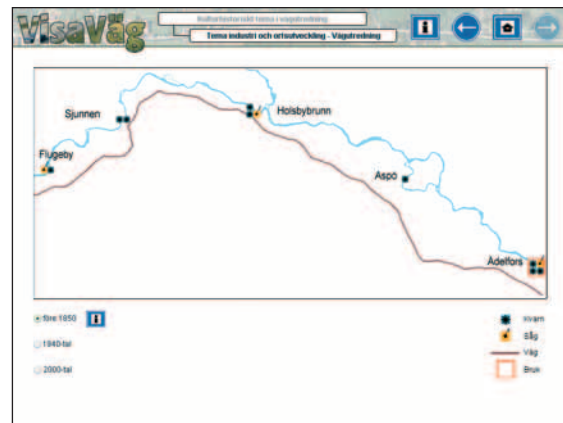 VisaVäg
Kulturhistoriskt tema i vägutredning
Tema industri och ortsutveckling - Vägutredning
Sjunnen
Holsbybrunn
Flugeby
Aspö
Ädelfors
före 1850
1940-tal
2000-tal
Kvarn
Såg
Väg
Bruk